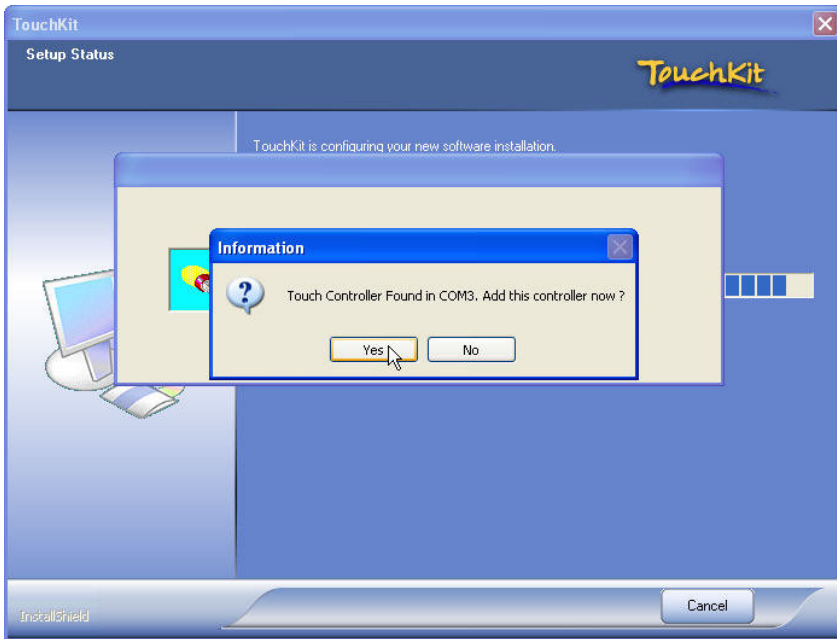 TouchKit
Setup Status
TouchKit
TouchKit is configuring your new software installation.
Information
Touch Controller Found in COM3. Add this controller now ?
Yes
No
InstallShield
Cancel